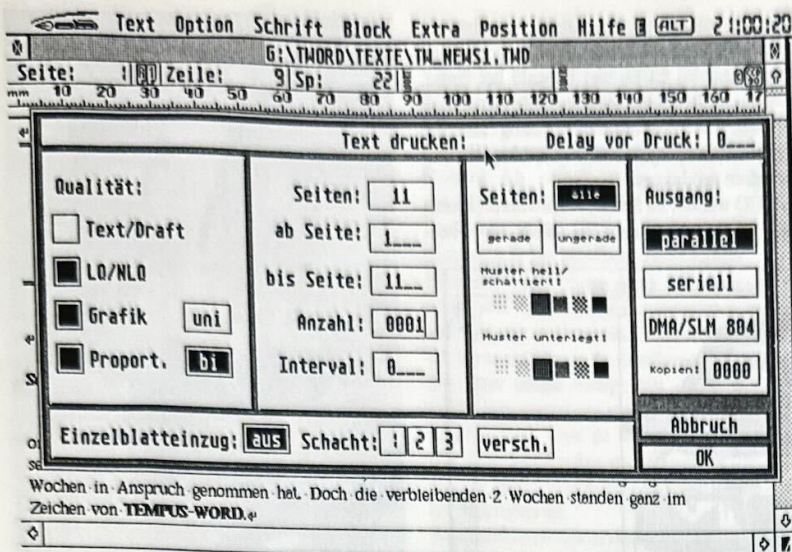 Text Option Schrift Block Extra Position Hilfe ALT 21:00:20
G:\TWORD\TEXTE\TW_NEWS1.TWD
Seite: 1 Zeile: 9 Sp: 22
mm 10 20 30 40 50 60 70 80 90 100 110 120 130 140 150 160 17
Text drucken: Delay vor Druck: 0___
Qualität:
Text/Draft
LQ/NLQ
Grafik uni
Proport. bi
Seiten: 11
ab Seite: 1___
bis Seite: 11__
Anzahl: 0001
Interval: 0___
Seiten: alle
gerade ungerade
Muster hell/
schattiert:
Muster unterlegt:
Ausgang:
parallel
seriell
DMA/SLM 804
Kopien: 0000
Einzelblatteinzug: aus Schacht: 1 2 3 versch.
Abbruch
OK
Wochen in Anspruch genommen hat. Doch die verbleibenden 2 Wochen standen ganz im
Zeichen von TEMPUS-WORD.